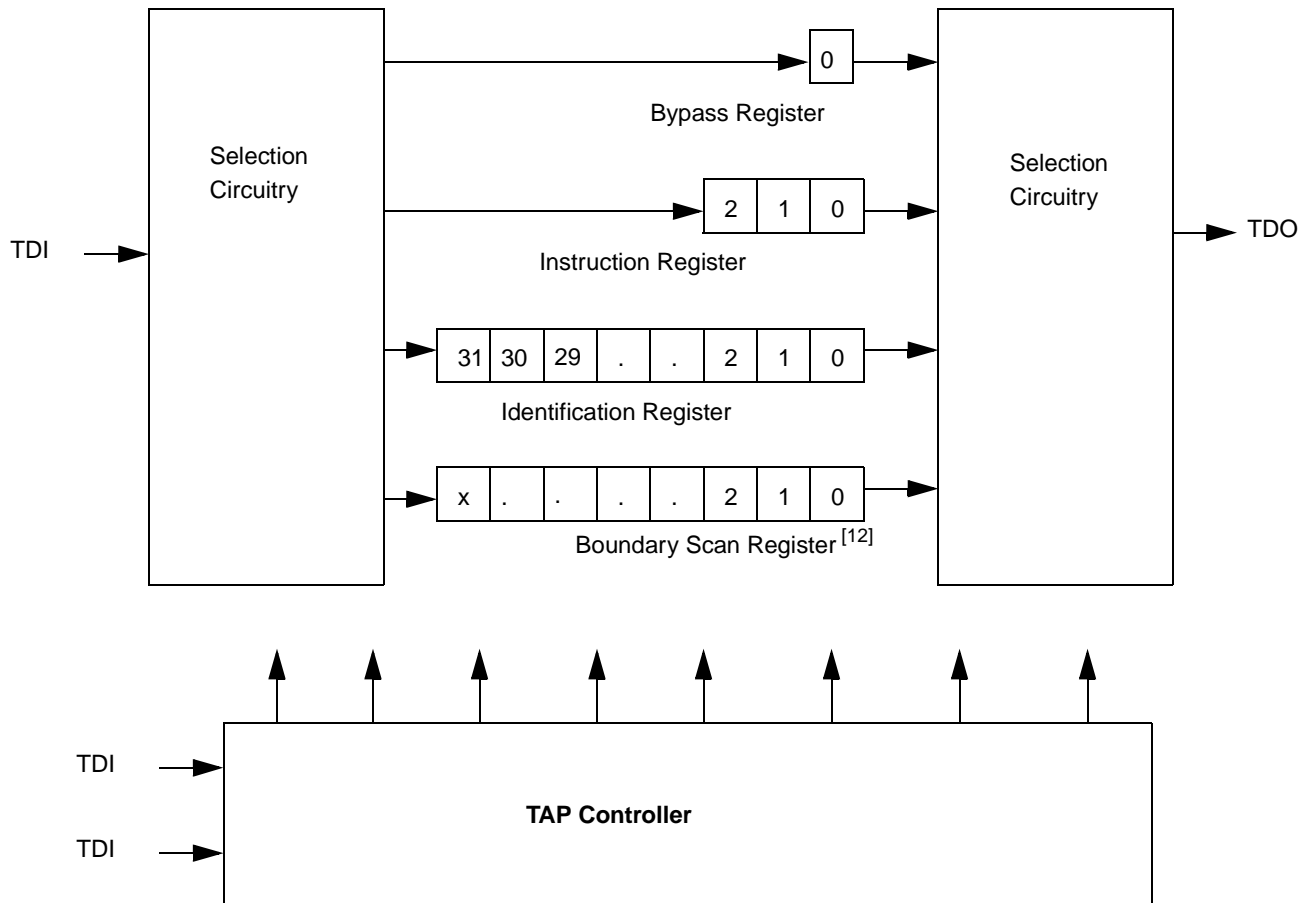 0
Bypass Register
Selection
Circuitry
Selection
Circuitry
2 1 0
TDI
TDO
Instruction Register
31 30 29 . . 2 1 0
Identification Register
x . . . . 2 1 0
Boundary Scan Register [12]
TDI
TAP Controller
TDI